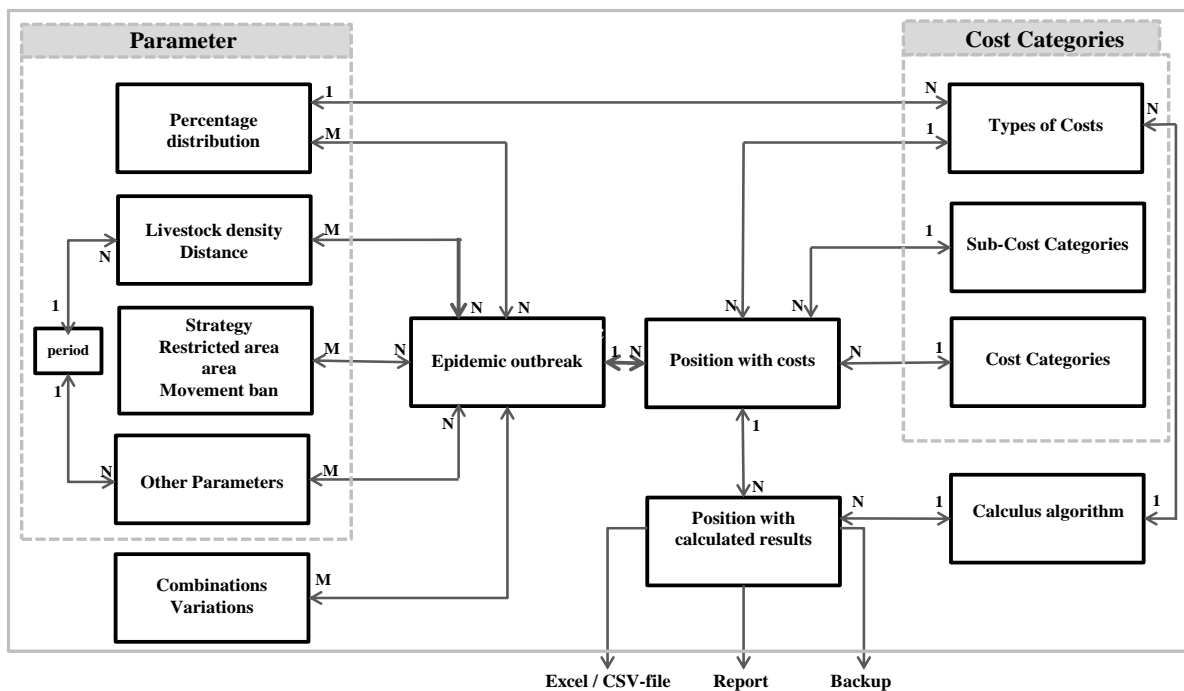 Parameter
Cost Categories
1
N
Percentage
distribution
M
N
Types of Costs
1
Livestock density
Distance
M
N
1
Sub-Cost Categories
1
N
N
N
N
period
Strategy
Restricted area
area
Movement ban
M
N
Epidemic outbreak
1 N
Position with costs
N
1
Cost Categories
1
N
1
N
Other Parameters
M
N
Position with
calculated results
N
1
Calculus algorithm
1
Combinations
Variations
M
Excel / CSV-file
Report
Backup